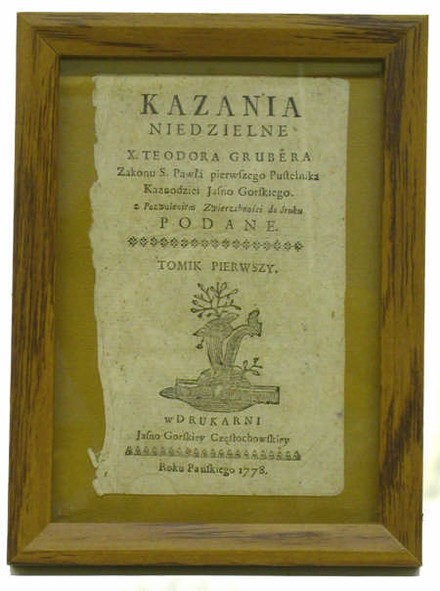 KAZANIA
NIEDZIELNE
X. TEODORA GRUBERA
Zakonu S. Pawła pierwszego Pustelnika
Kaznodziei Jasno Gorskiego.
z Pozwoleniem Zwierzchności do druku
PODANE.
TOMIK PIERWSZY.
w DRUKARNI
Jasno Gorskiey Częstochowskiey
Roku Pańskiego 1778.